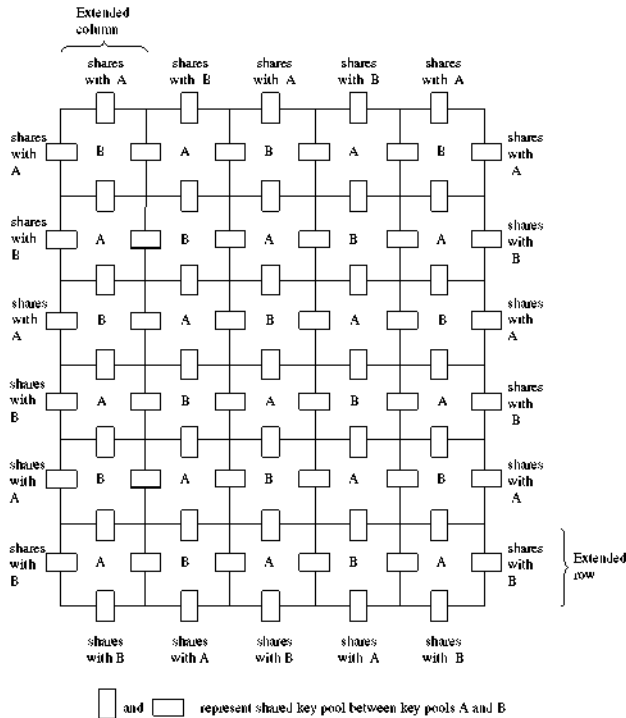 Extended
column
shares
with A
shares
with B
shares
with A
shares
with B
shares
with A
shares
with
A
B
A
B
A
B
shares
with
A
shares
with
B
A
B
A
B
A
shares
with
B
shares
with
A
B
A
B
A
B
shares
with
A
shares
with
B
A
B
A
B
A
shares
with
B
shares
with
A
B
A
B
A
B
shares
with
A
shares
with
B
A
B
A
B
A
shares
with
B
Extended
row
shares
with B
shares
with A
shares
with B
shares
with A
shares
with B
and represent shared key pool between key pools A and B